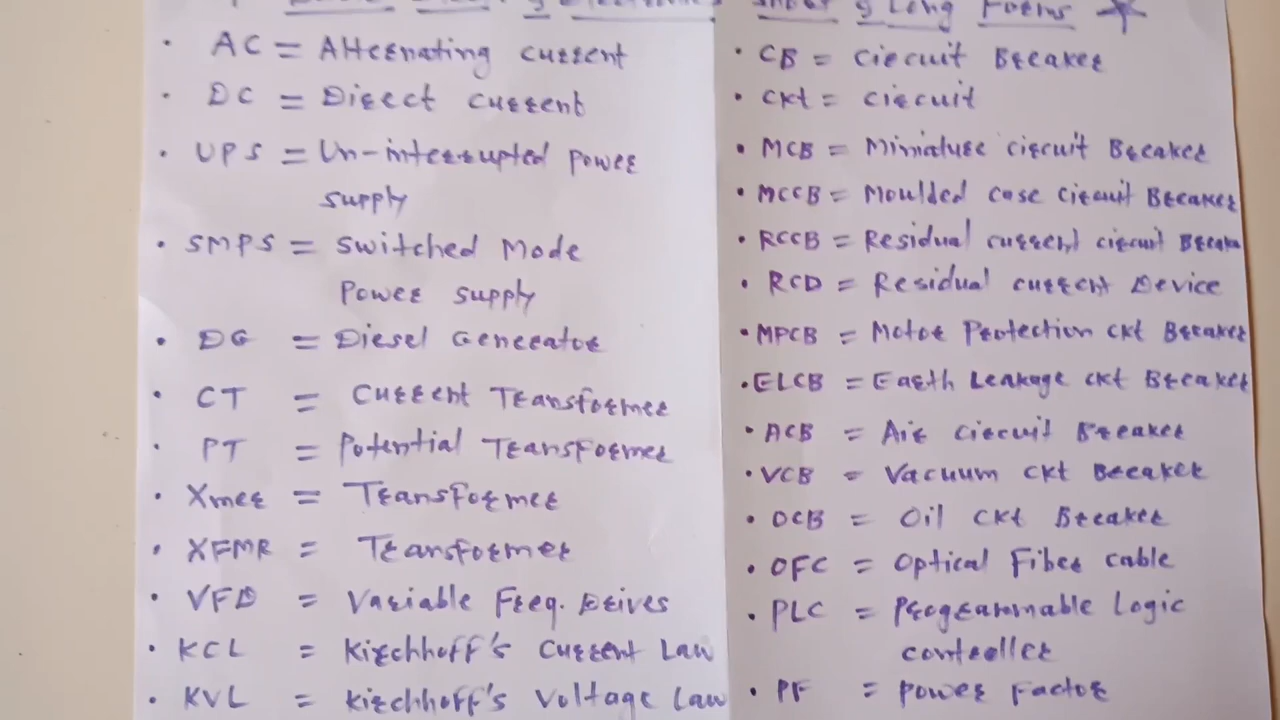 Short & Long Forms
• AC = Alternating current
• DC = Direct current
• UPS = Un-interrupted power
supply
• SMPS = Switched Mode
Power supply
• DG = Diesel Generator
• CT = Current Transformer
• PT = Potential Transformer
• Xmer = Transformer
• XFMR = Transformer
• VFD = Variable Freq. Drives
• KCL = Kirchhoff's Current Law
• KVL = Kirchhoff's Voltage Law
• CB = Circuit Breaker
• Ckt = circuit
• MCB = Miniature circuit Breaker
• MCCB = Moulded case circuit Breaker
• RCCB = Residual current circuit Breaker
• RCD = Residual current Device
• MPCB = Motor Protection ckt Breaker
• ELCB = Earth Leakage ckt Breaker
• ACB = Air circuit Breaker
• VCB = Vacuum ckt Breaker
• OCB = Oil ckt Breaker
• OFC = Optical Fiber cable
• PLC = Programmable Logic
controller
• PF = Power Factor